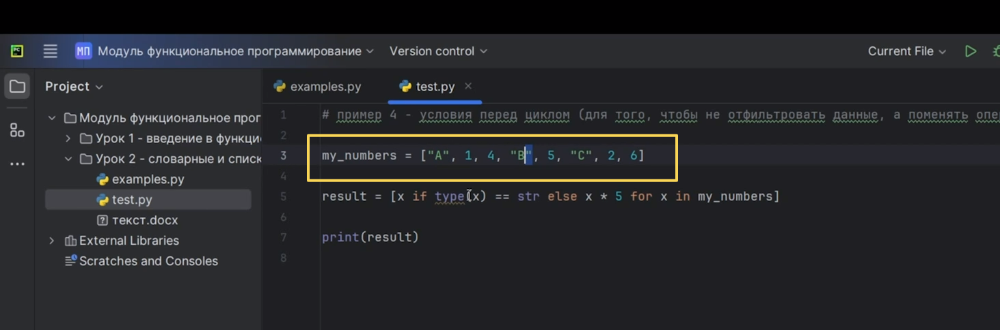 PC
МП Модуль функциональное программирование Version control Current File
Project
Модуль функциональное прог
Урок 1 - введение в функци
Урок 2 - словарные и списк
examples.py
test.py
текст.docx
External Libraries
Scratches and Consoles
examples.py test.py
1 # пример 4 - условия перед циклом (для того, чтобы не отфильтровать данные, а поменять опе
2
3 my_numbers = ["A", 1, 4, "B", 5, "C", 2, 6]
4
5 result = [x if type(x) == str else x * 5 for x in my_numbers]
6
7 print(result)
8